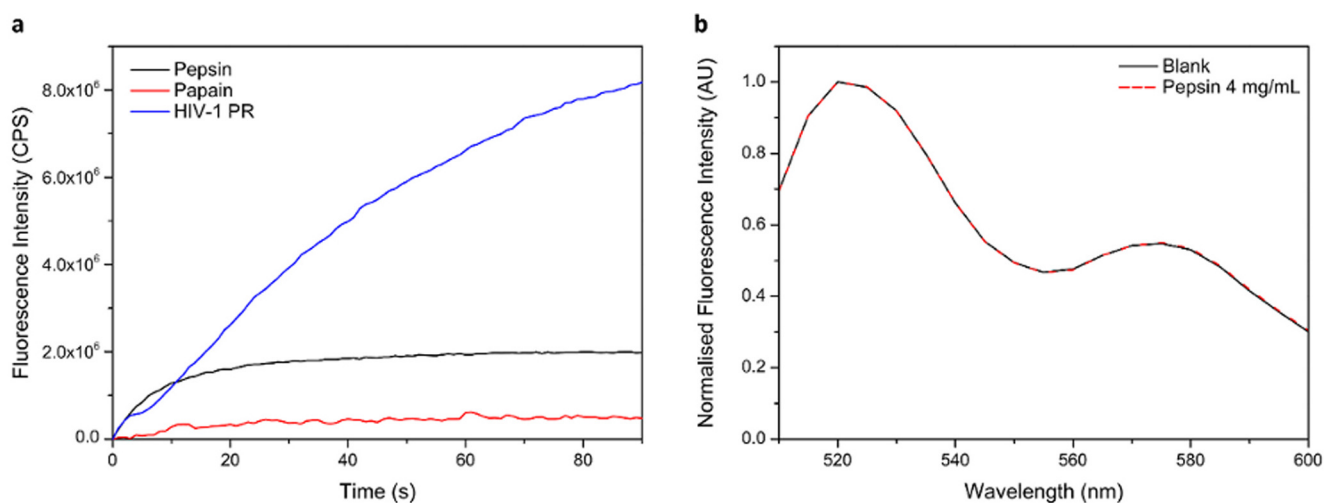 a
Pepsin
Papain
HIV-1 PR
8.0x10⁶
6.0x10⁶
4.0x10⁶
2.0x10⁶
0.0
Fluorescence Intensity (CPS)
0 20 40 60 80
Time (s)
b
Blank
Pepsin 4 mg/mL
1.0
0.8
0.6
0.4
0.2
0.0
Normalised Fluorescence Intensity (AU)
520 540 560 580 600
Wavelength (nm)